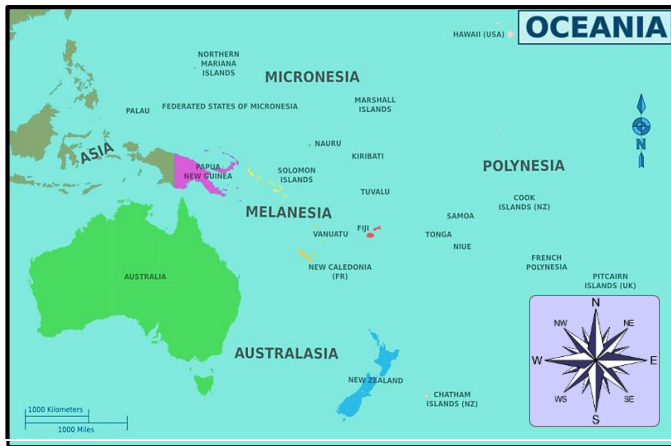 OCEANIA
HAWAII (USA)
NORTHERN
MARIANA
ISLANDS
MICRONESIA
PALAU
FEDERATED STATES OF MICRONESIA
MARSHALL
ISLANDS
N
ASIA
NAURU
KIRIBATI
PAPUA
NEW GUINEA
SOLOMON
ISLANDS
POLYNESIA
TUVALU
COOK
ISLANDS (NZ)
MELANESIA
SAMOA
VANUATU
FIJI
TONGA
NIUE
FRENCH
POLYNESIA
AUSTRALIA
NEW CALEDONIA
(FR)
PITCAIRN
ISLANDS (UK)
N
NW
NE
W
E
WS
SE
S
AUSTRALASIA
NEW ZEALAND
CHATHAM
ISLANDS (NZ)
1000 Kilometers
1000 Miles